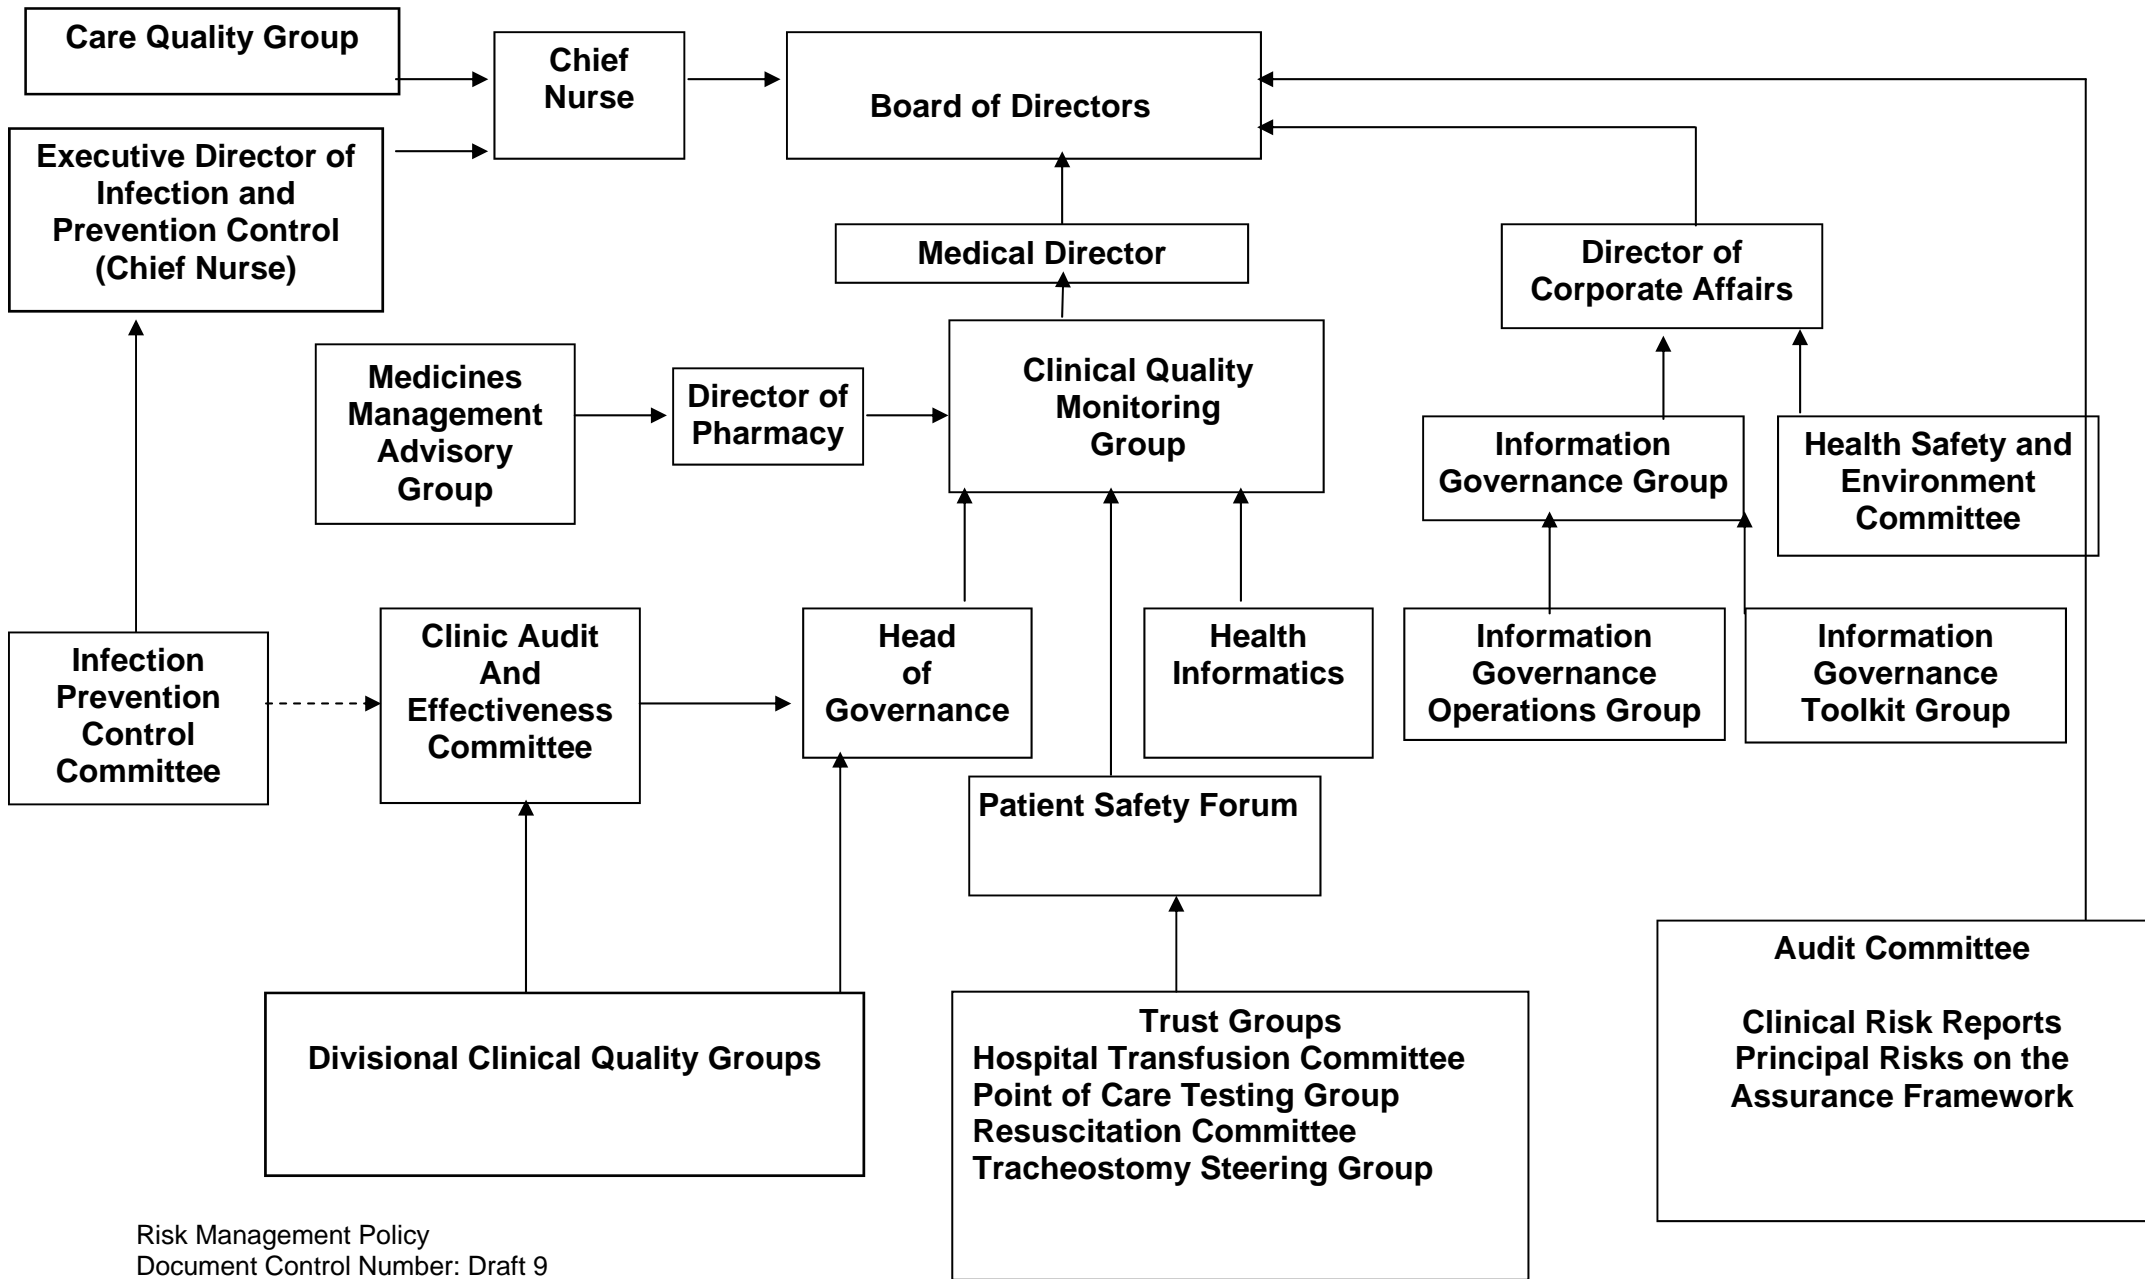 Care Quality Group
Chief
Nurse
Board of Directors
Executive Director of
Infection and
Prevention Control
(Chief Nurse)
Medical Director
Director of
Corporate Affairs
Medicines
Management
Advisory
Group
Director of
Pharmacy
Clinical Quality
Monitoring
Group
Information
Governance Group
Health Safety and
Environment
Committee
Infection
Prevention
Control
Committee
Clinic Audit
And
Effectiveness
Committee
Head
of
Governance
Health
Informatics
Information
Governance
Operations Group
Information
Governance
Toolkit Group
Patient Safety Forum
Divisional Clinical Quality Groups
Trust Groups
Hospital Transfusion Committee
Point of Care Testing Group
Resuscitation Committee
Tracheostomy Steering Group
Audit Committee
Clinical Risk Reports
Principal Risks on the
Assurance Framework
Risk Management Policy
Document Control Number: Draft 9